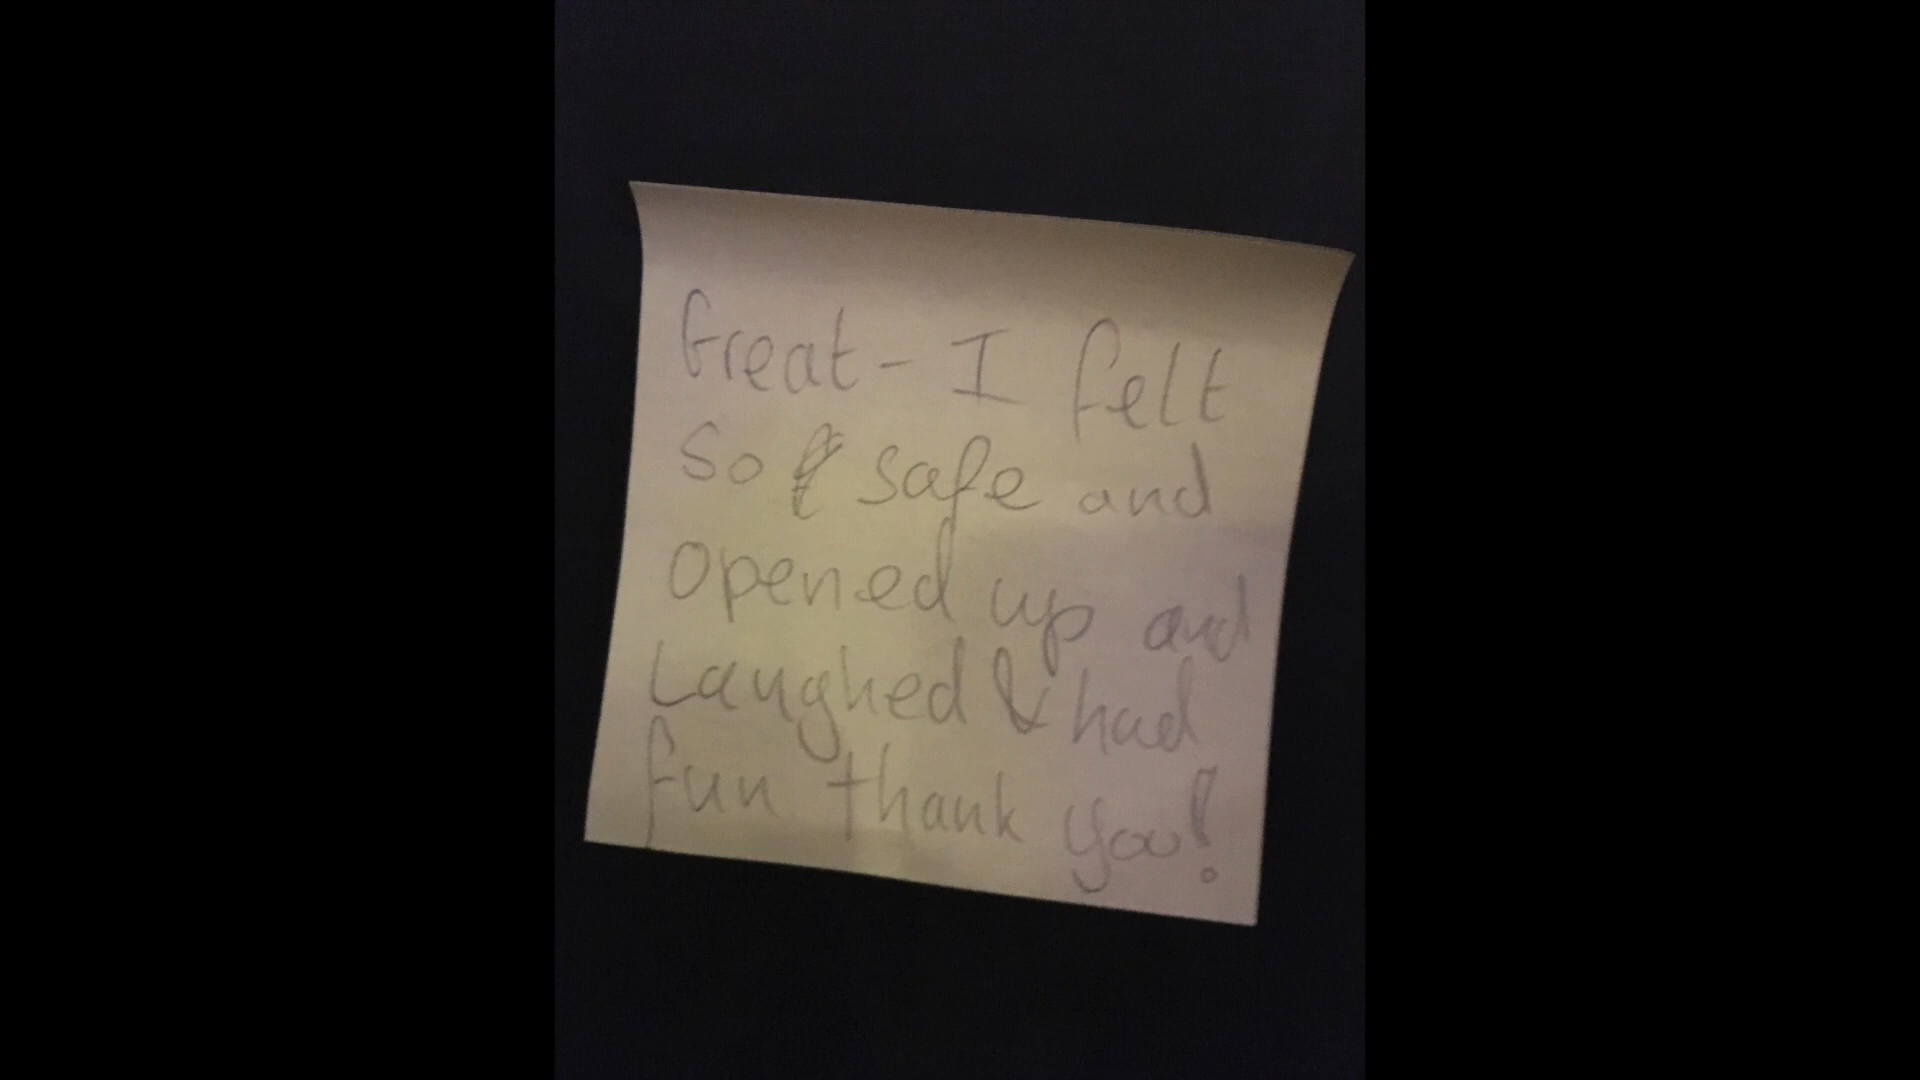 Great - I felt
So safe and
opened up and
Laughed & had
fun thank you!